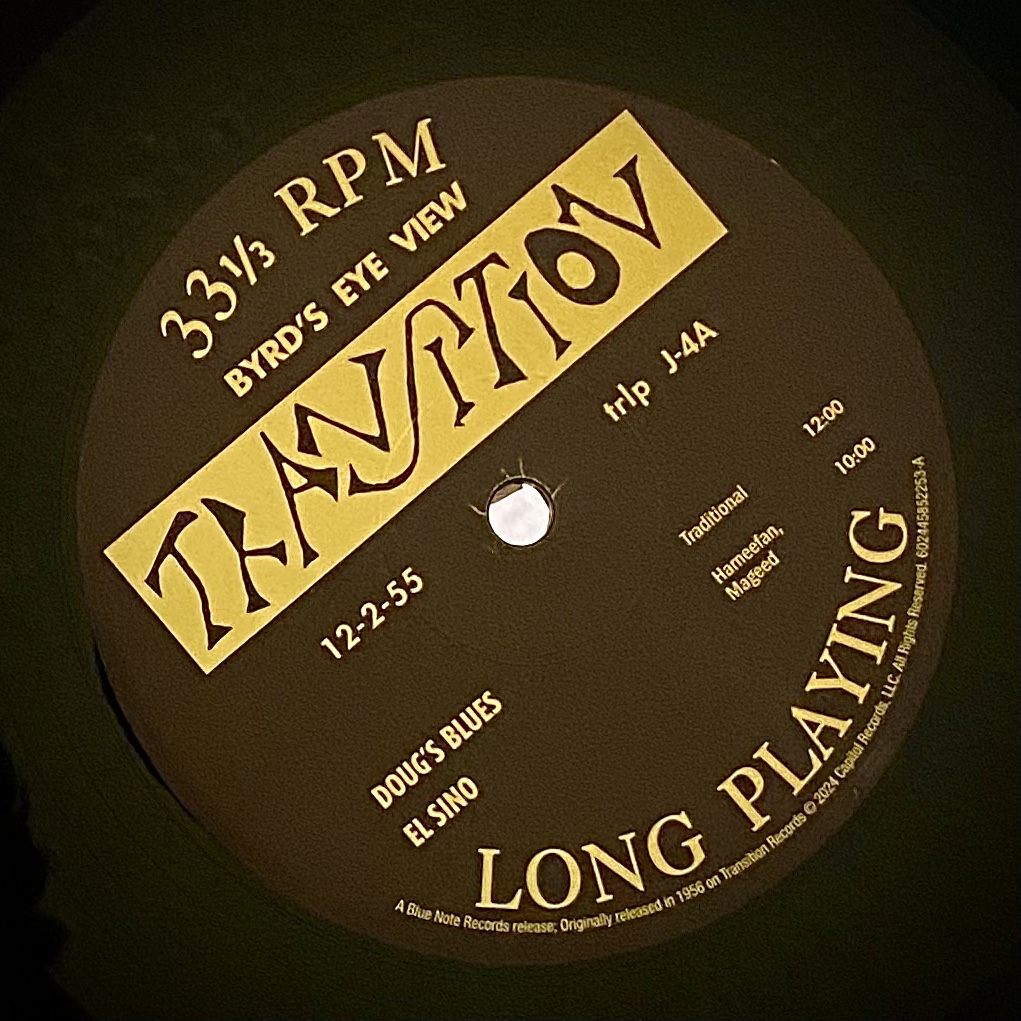 33⅓ RPM
BYRD'S EYE VIEW
TRANSITION
trlp J-4A
12-2-55
DOUG'S BLUES Traditional 12:00
EL SINO Hameefan, Mageed 10:00
LONG PLAYING
A Blue Note Records release; Originally released in 1956 on Transition Records © 2024 Capitol Records, LLC. All Rights Reserved. 602445852253-A